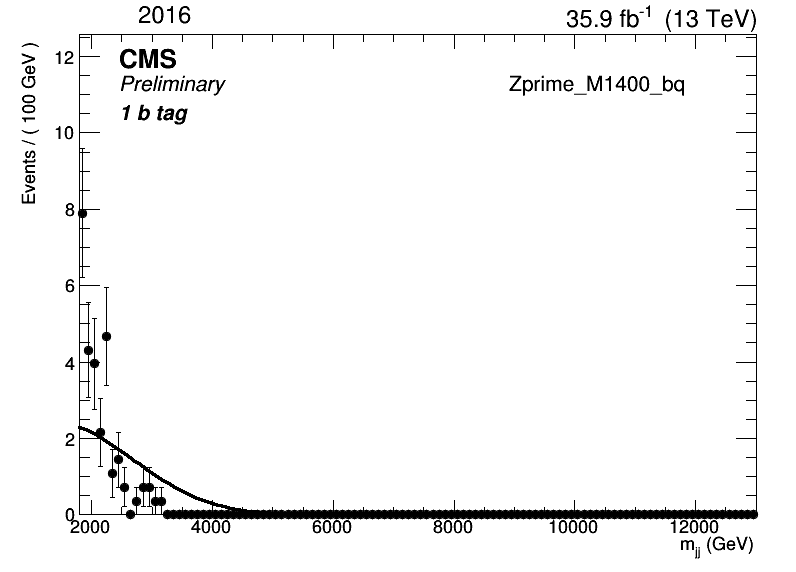 2016
35.9 fb⁻¹ (13 TeV)
CMS
Preliminary
1 b tag
Zprime_M1400_bq
Events / ( 100 GeV )
12
10
8
6
4
2
0
2000 4000 6000 8000 10000 12000
m_jj (GeV)